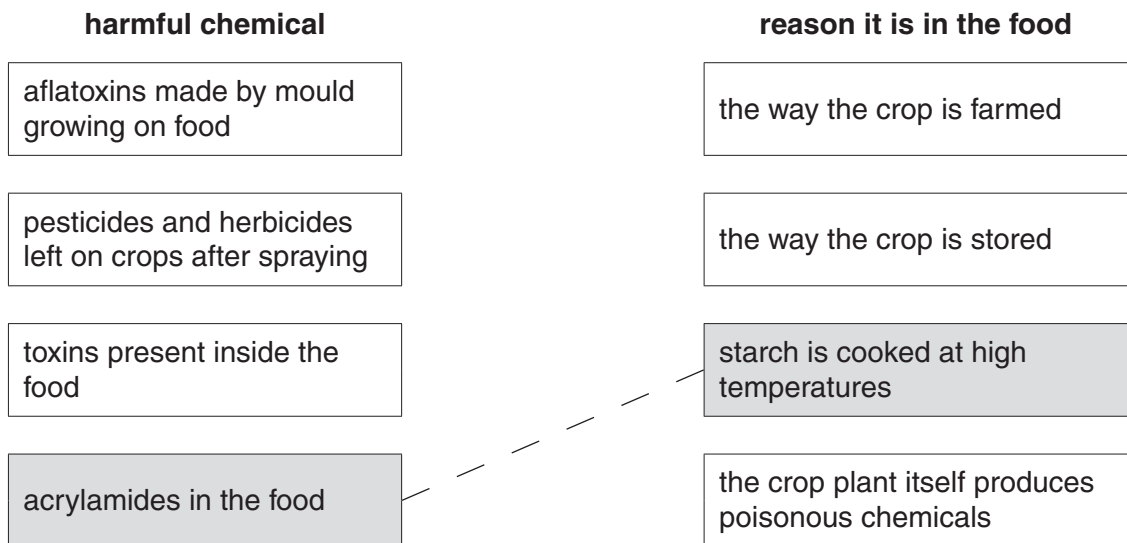 harmful chemical
aflatoxins made by mould
growing on food
pesticides and herbicides
left on crops after spraying
toxins present inside the
food
acrylamides in the food
reason it is in the food
the way the crop is farmed
the way the crop is stored
starch is cooked at high
temperatures
the crop plant itself produces
poisonous chemicals